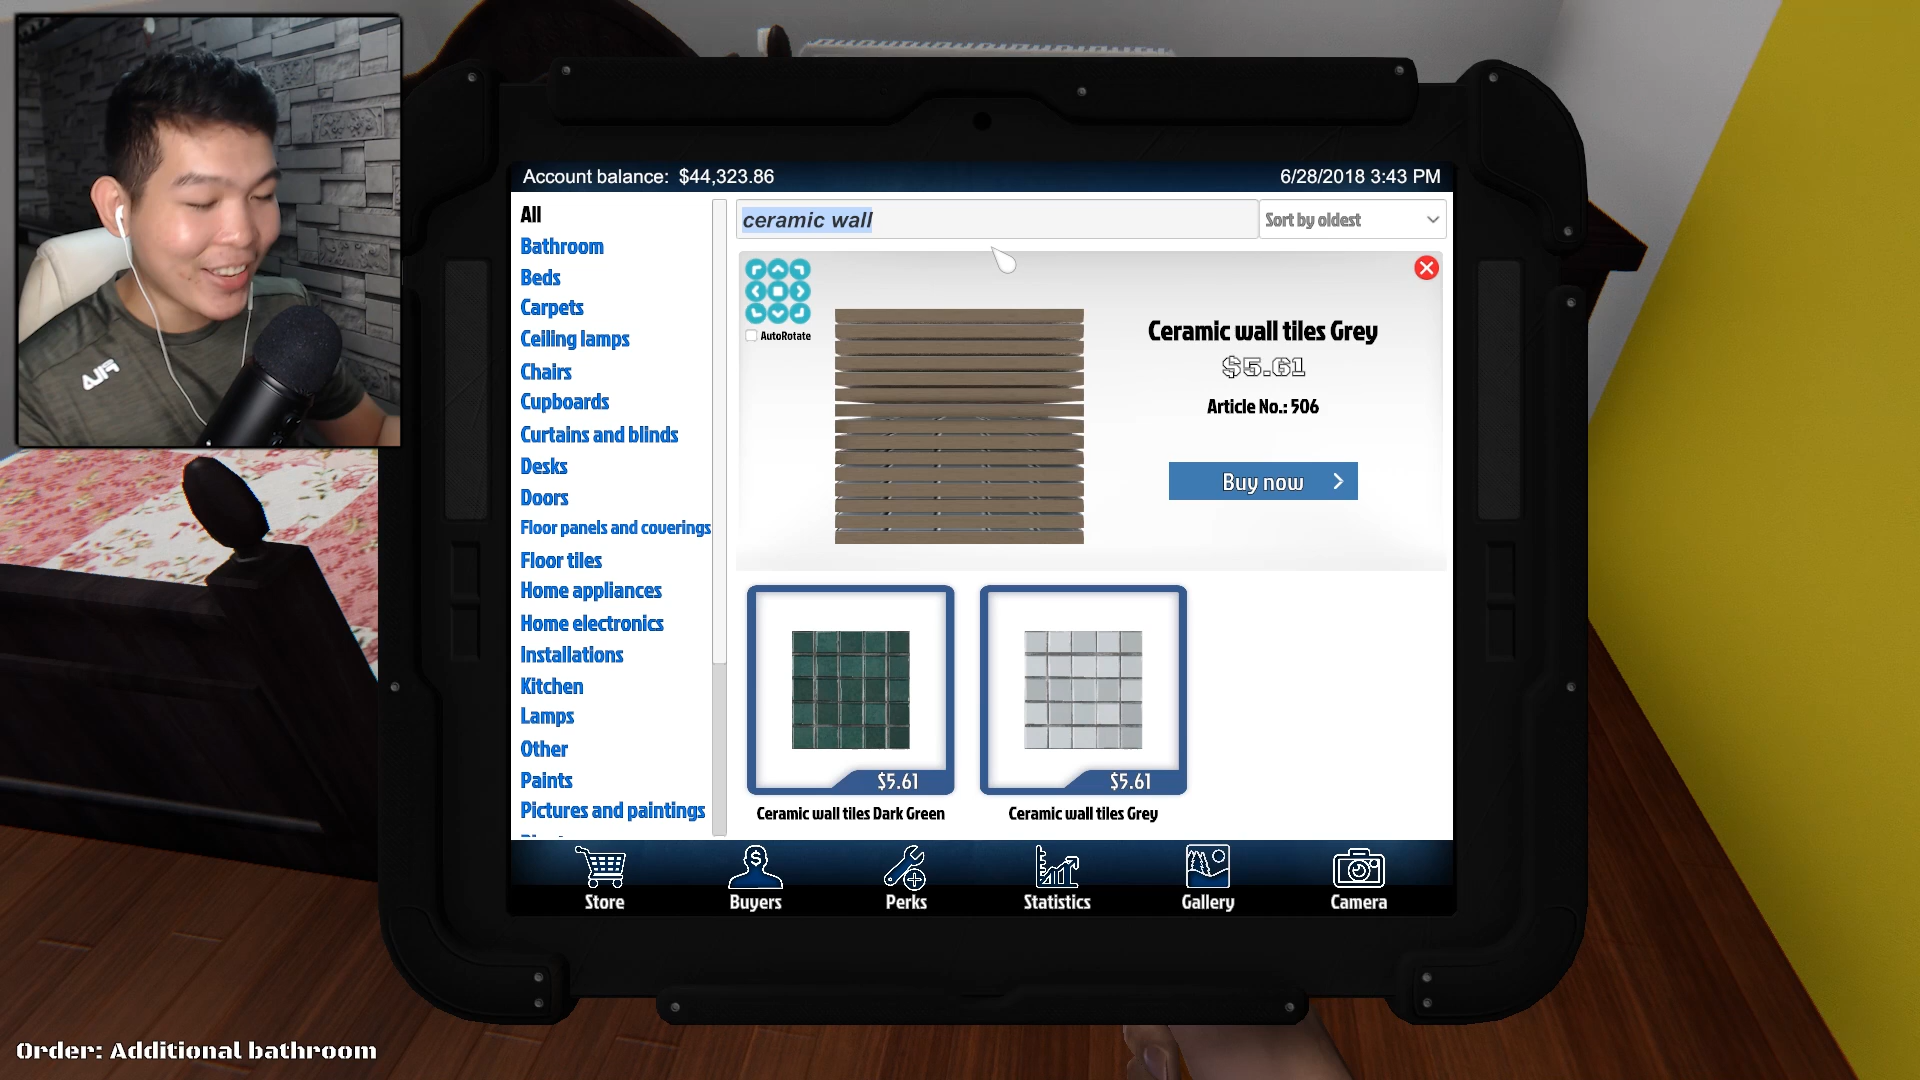 Account balance: $44,323.86
6/28/2018 3:43 PM
All
Bathroom
Beds
Carpets
Ceiling lamps
Chairs
Cupboards
Curtains and blinds
Desks
Doors
Floor panels and coverings
Floor tiles
Home appliances
Home electronics
Installations
Kitchen
Lamps
Other
Paints
Pictures and paintings
ceramic wall
Sort by oldest
AutoRotate
Ceramic wall tiles Grey
$5.61
Article No.: 506
Buy now
$5.61
Ceramic wall tiles Dark Green
$5.61
Ceramic wall tiles Grey
Store
Buyers
Perks
Statistics
Gallery
Camera
FILA
Order: Additional bathroom